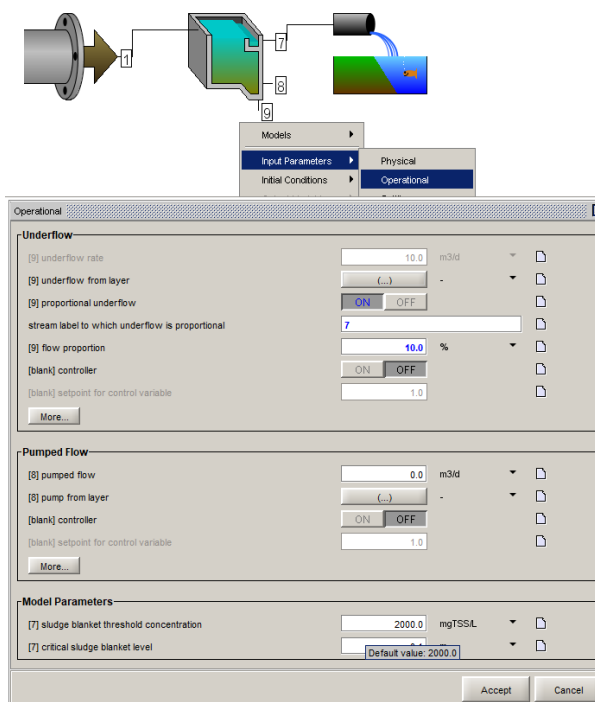 1
7
8
9
Models
Input Parameters
Physical
Initial Conditions
Operational
Operational
Underflow
[9] underflow rate 10.0 m3/d
[9] underflow from layer (...) -
[9] proportional underflow ON OFF
stream label to which underflow is proportional 7
[9] flow proportion 10.0 %
[blank] controller ON OFF
[blank] setpoint for control variable 1.0
More...
Pumped Flow
[8] pumped flow 0.0 m3/d
[8] pump from layer (...) -
[blank] controller ON OFF
[blank] setpoint for control variable 1.0
More...
Model Parameters
[7] sludge blanket threshold concentration 2000.0 mgTSS/L
[7] critical sludge blanket level
Default value: 2000.0
Accept Cancel